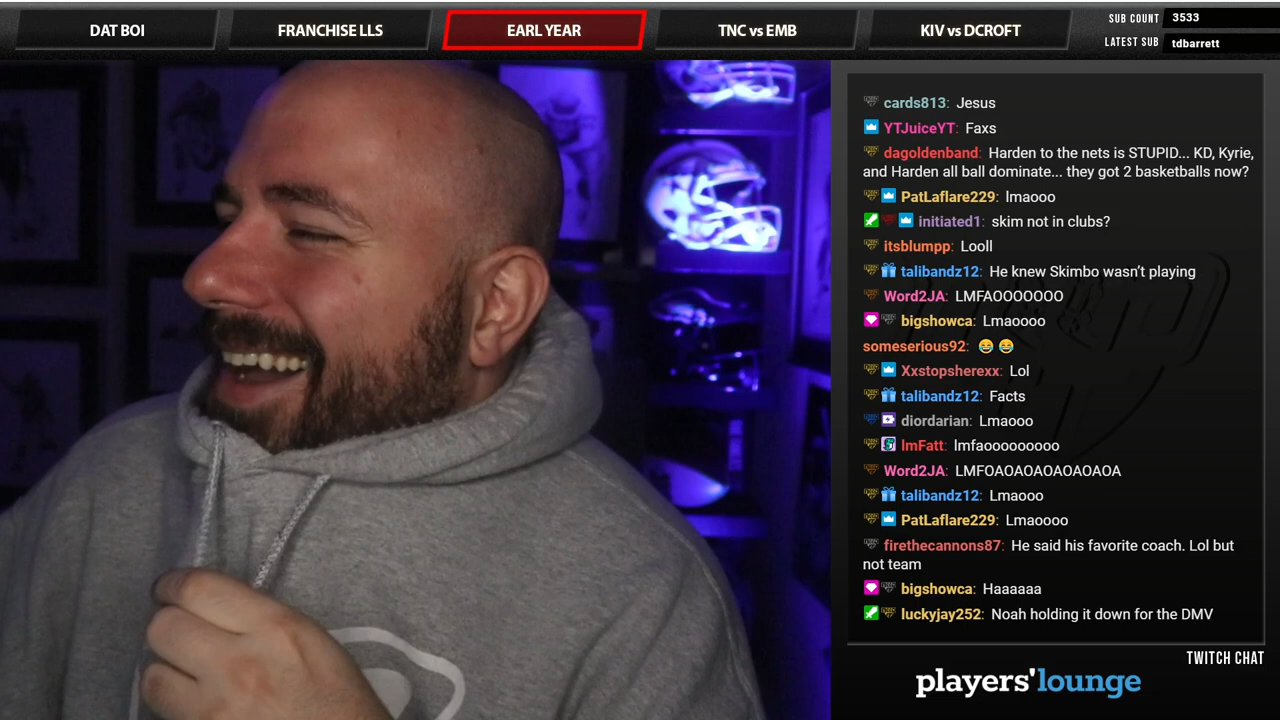 DAT BOI
FRANCHISE LLS
EARL YEAR
TNC vs EMB
KIV vs DCROFT
SUB COUNT 3533
LATEST SUB tdbarrett
cards813: Jesus
YTJuiceYT: Faxs
dagoldenband: Harden to the nets is STUPID... KD, Kyrie,
and Harden all ball dominate... they got 2 basketballs now?
PatLaflare229: lmaooo
initiated1: skim not in clubs?
itsblumpp: Looll
talibandz12: He knew Skimbo wasn't playing
Word2JA: LMFAOOOOOOO
bigshowca: Lmaoooo
someserious92: 😂 😂
Xxstopsherexx: Lol
talibandz12: Facts
diordarian: Lmaooo
ImFatt: lmfaooooooooo
Word2JA: LMFOAOAOAOAOAOAOA
talibandz12: Lmaooo
PatLaflare229: Lmaoooo
firethecannons87: He said his favorite coach. Lol but
not team
bigshowca: Haaaaaa
luckyjay252: Noah holding it down for the DMV
TWITCH CHAT
players'lounge